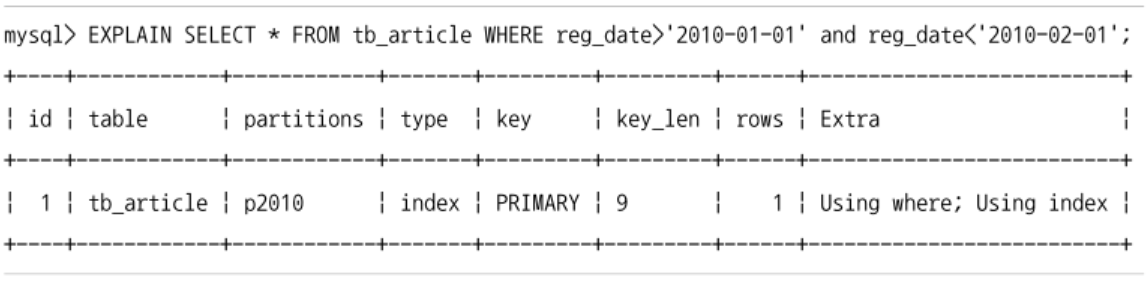 mysql> EXPLAIN SELECT * FROM tb_article WHERE reg_date>'2010-01-01' and reg_date<'2010-02-01';
+----+------------+------------+-------+---------+---------+------+--------------------------+
¦ id ¦ table      ¦ partitions ¦ type  ¦ key     ¦ key_len ¦ rows ¦ Extra                    ¦
+----+------------+------------+-------+---------+---------+------+--------------------------+
¦  1 ¦ tb_article ¦ p2010      ¦ index ¦ PRIMARY ¦ 9       ¦    1 ¦ Using where; Using index ¦
+----+------------+------------+-------+---------+---------+------+--------------------------+